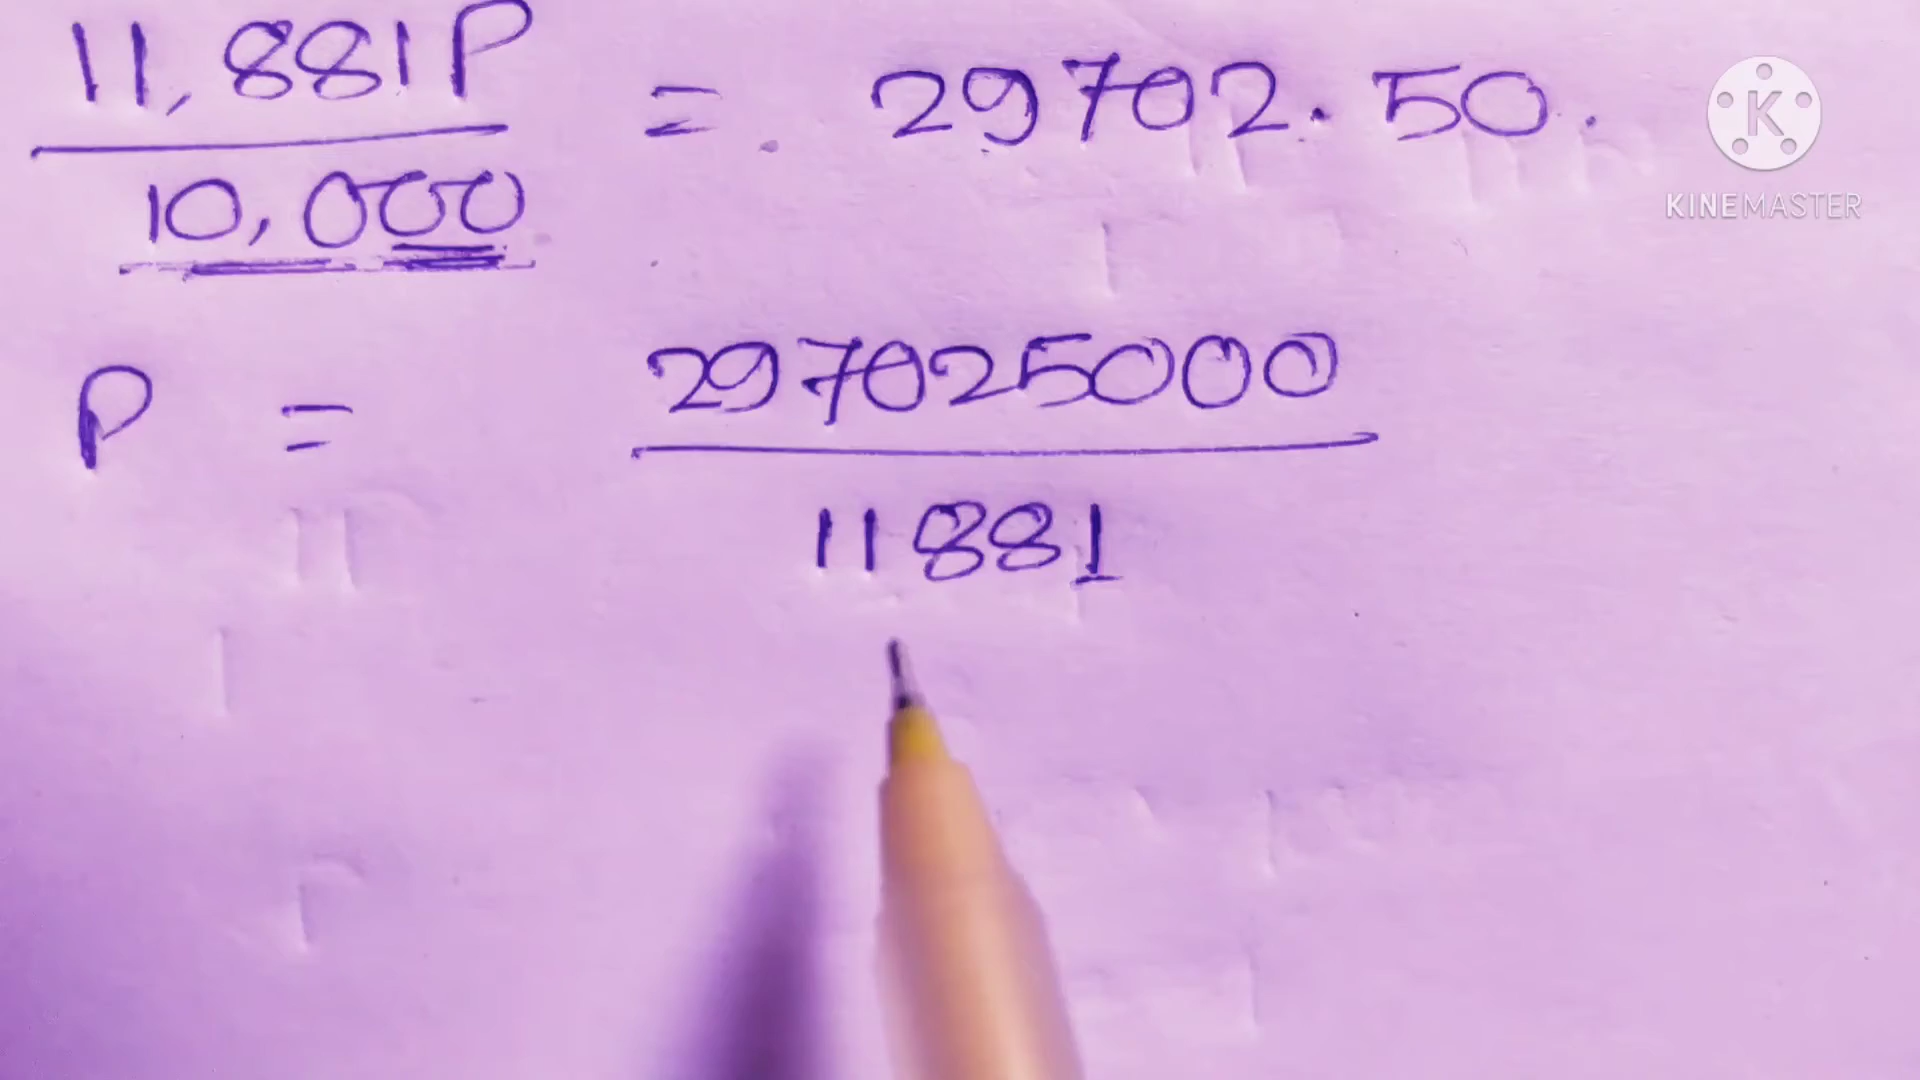 11,881P
= 29702.50.
10,000
P = 297025000
11881
K
KINEMASTER